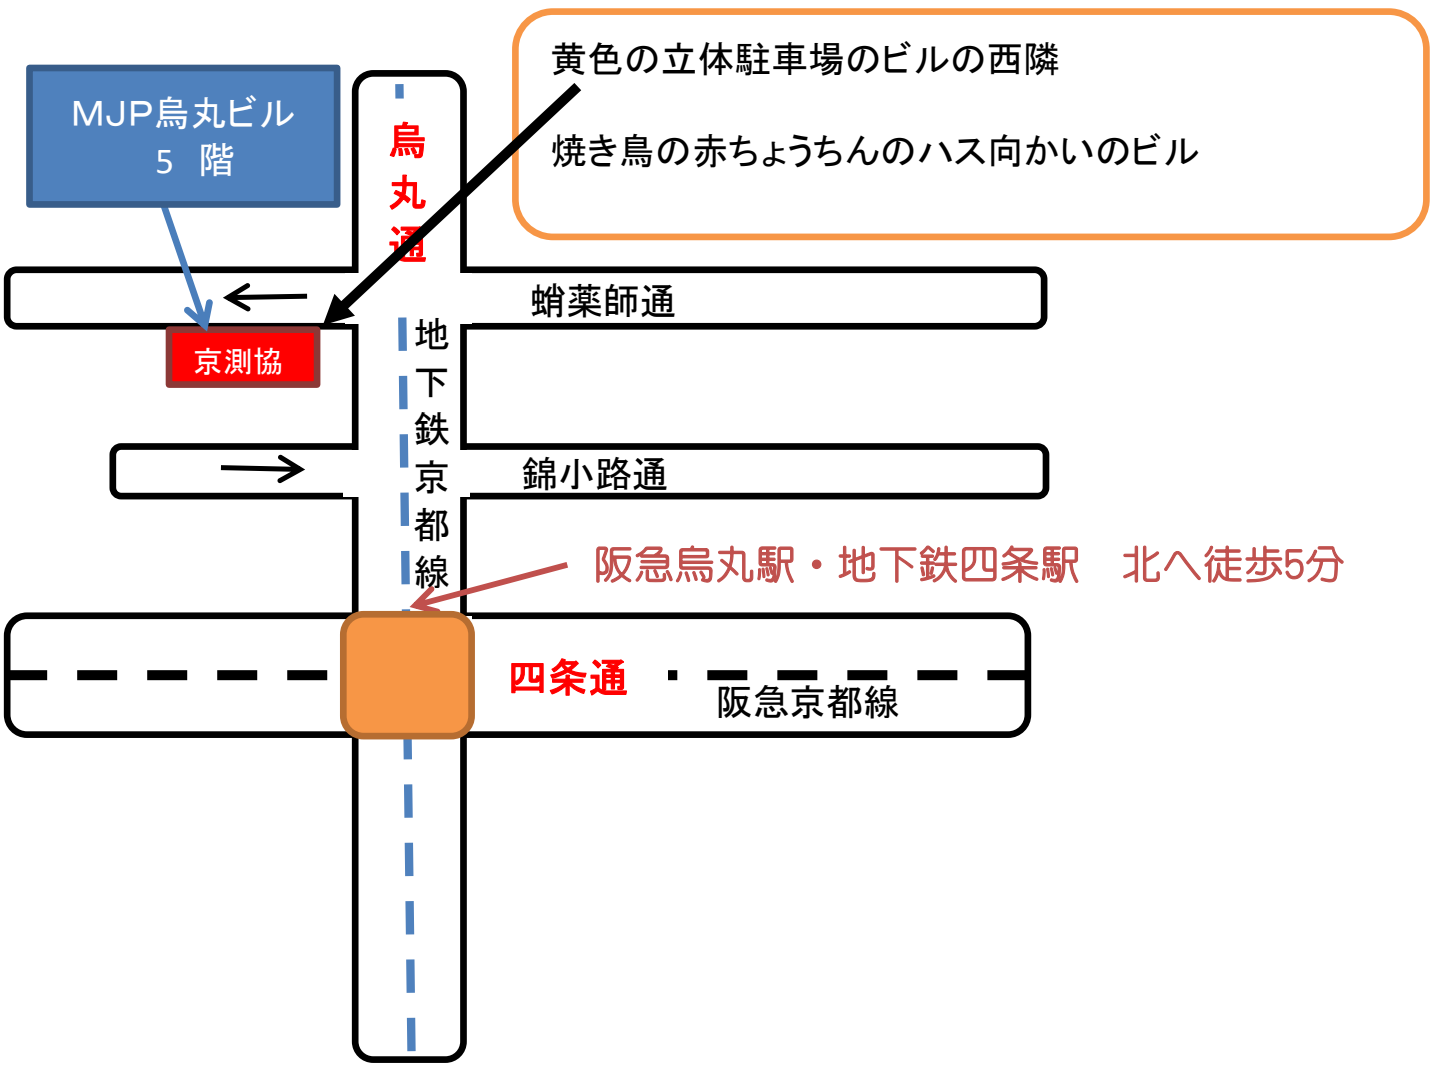 黄色の立体駐車場のビルの西隣
焼き鳥の赤ちょうちんのハス向かいのビル
ＭＪＰ烏丸ビル
5　階
烏丸通
蛸薬師通
地下鉄京都線
京測協
錦小路通
阪急烏丸駅・地下鉄四条駅　北へ徒歩5分
四条通
阪急京都線